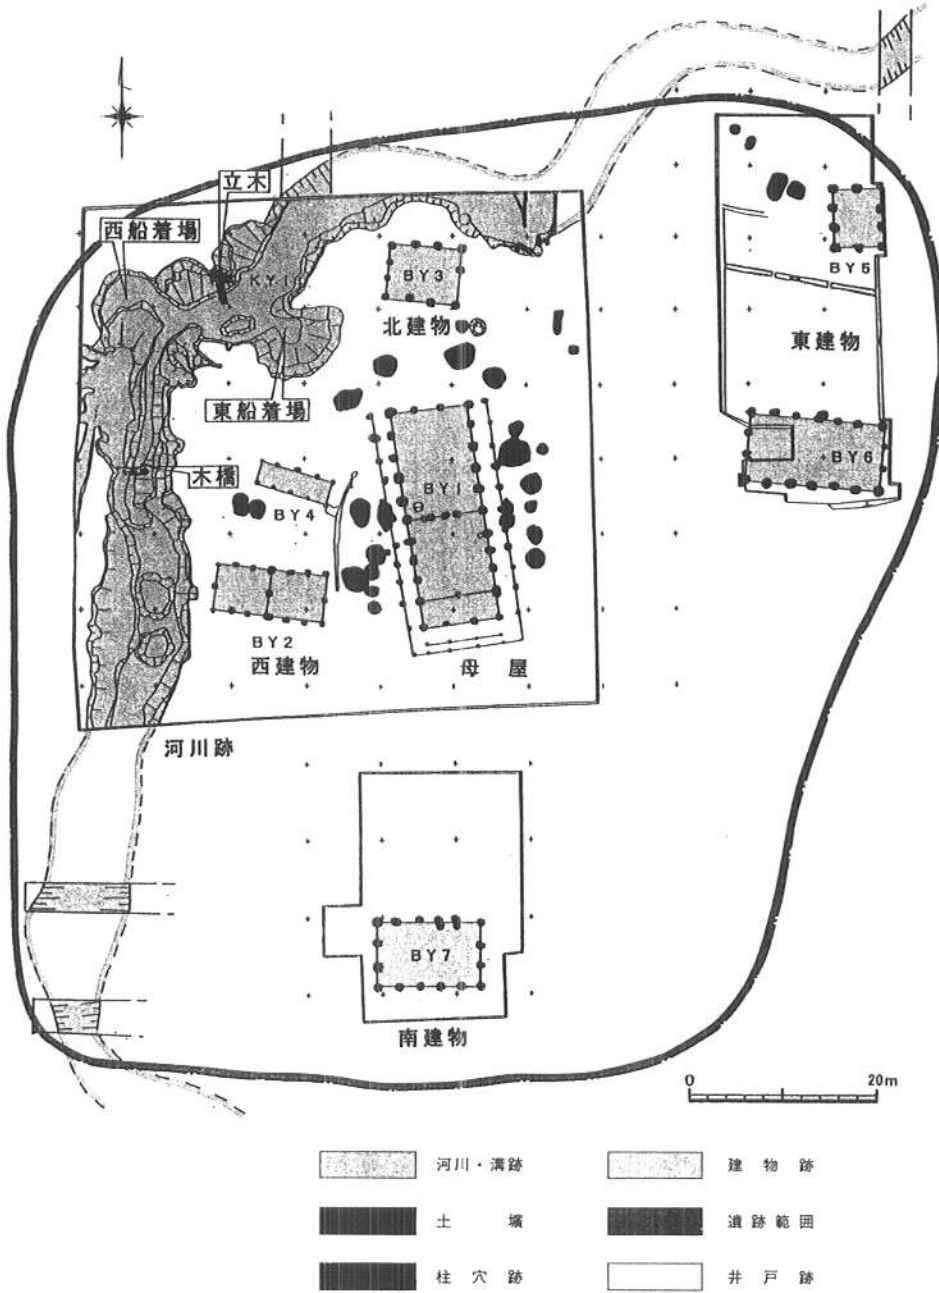 立木
西船着場
KY1
BY3
北建物
BY5
東建物
東船着場
BY6
木橋
BY1
BY4
BY2
西建物
母屋
河川跡
BY7
南建物
0 20m
河川・溝跡
建物跡
土壙
遺跡範囲
柱穴跡
井戸跡